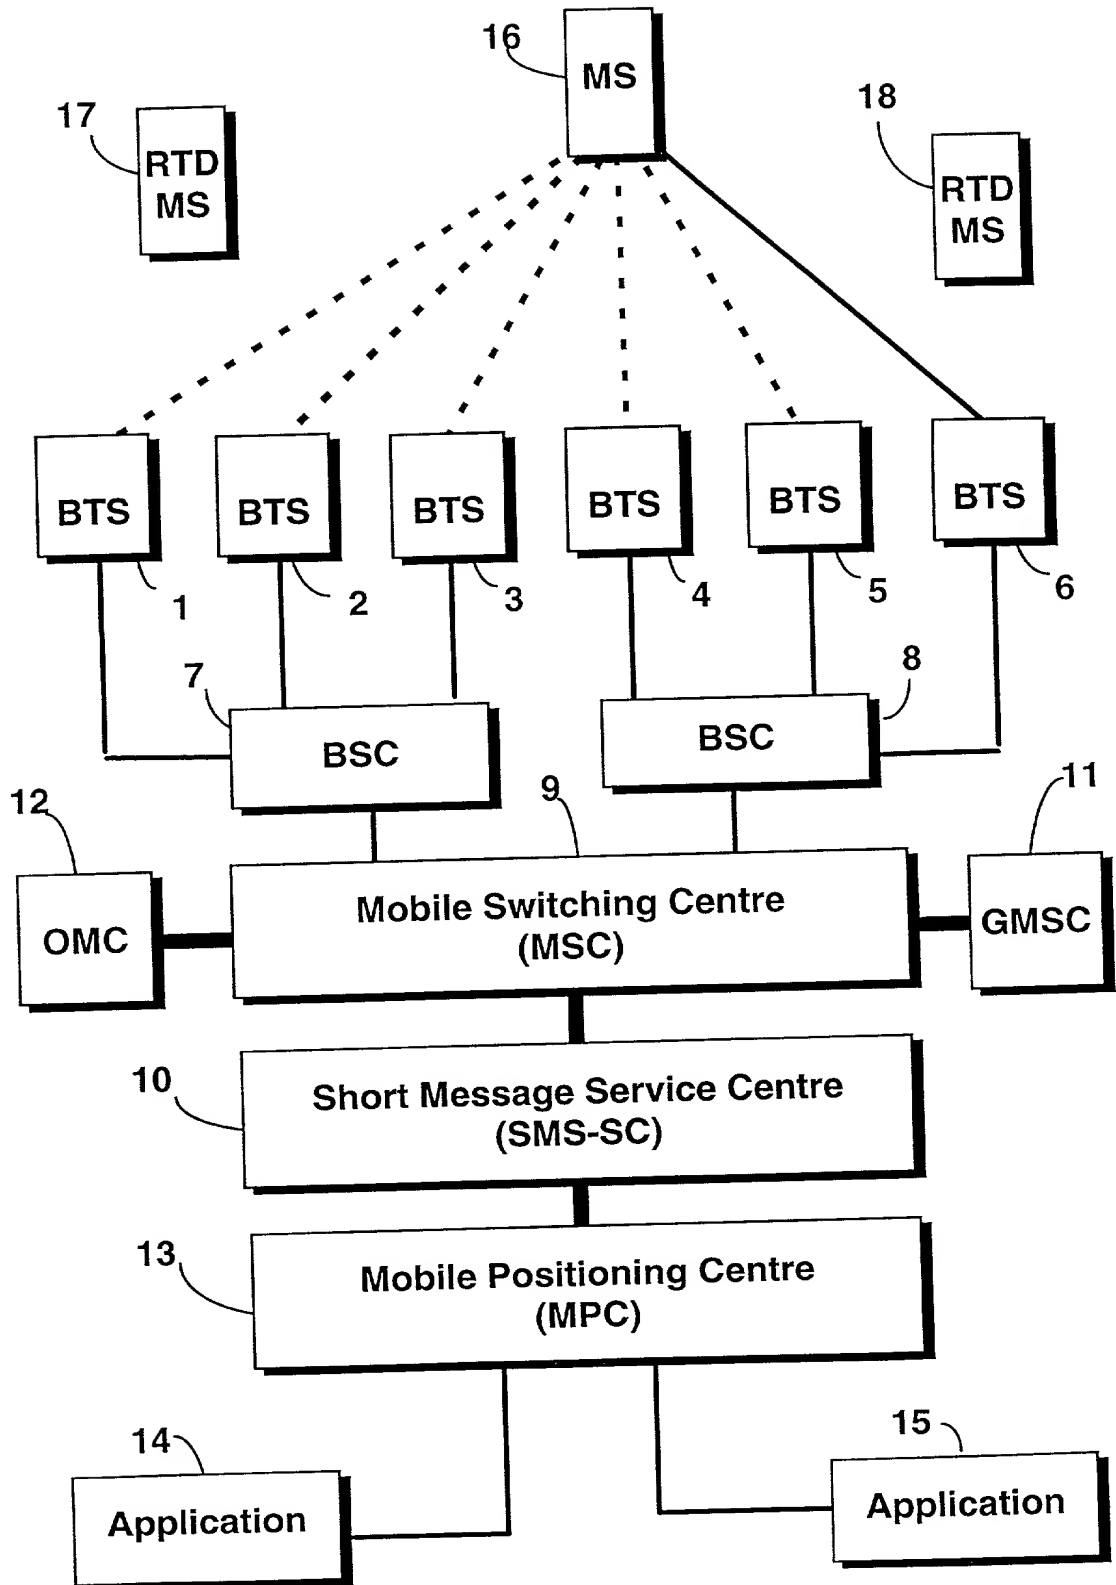 16
MS
17
RTD
MS
18
RTD
MS
BTS
BTS
BTS
BTS
BTS
BTS
1
2
3
4
5
6
7
BSC
8
BSC
12
OMC
9
Mobile Switching Centre
(MSC)
11
GMSC
10
Short Message Service Centre
(SMS-SC)
13
Mobile Positioning Centre
(MPC)
14
Application
15
Application